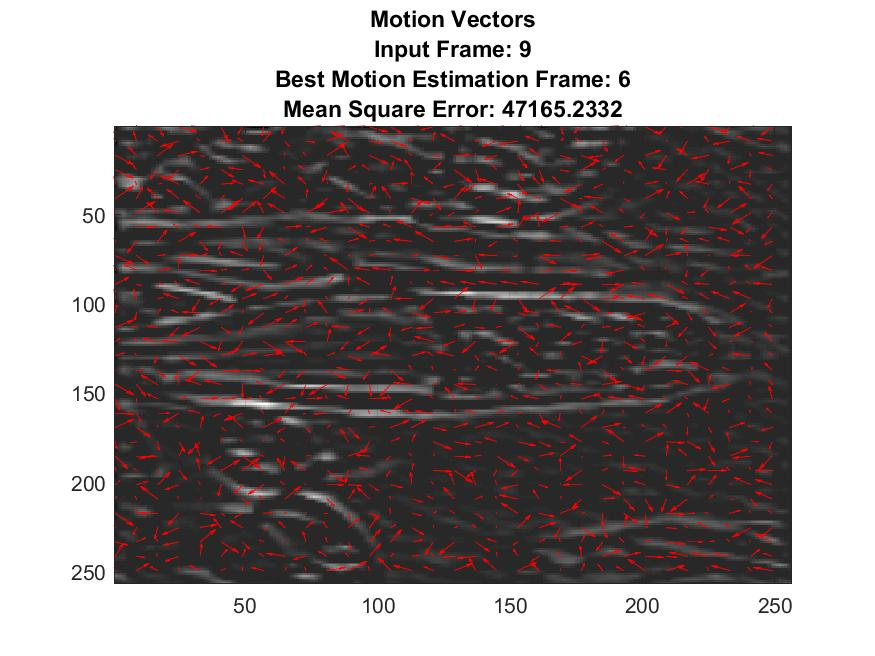 Motion Vectors
Input Frame: 9
Best Motion Estimation Frame: 6
Mean Square Error: 47165.2332
50
100
150
200
250
50
100
150
200
250